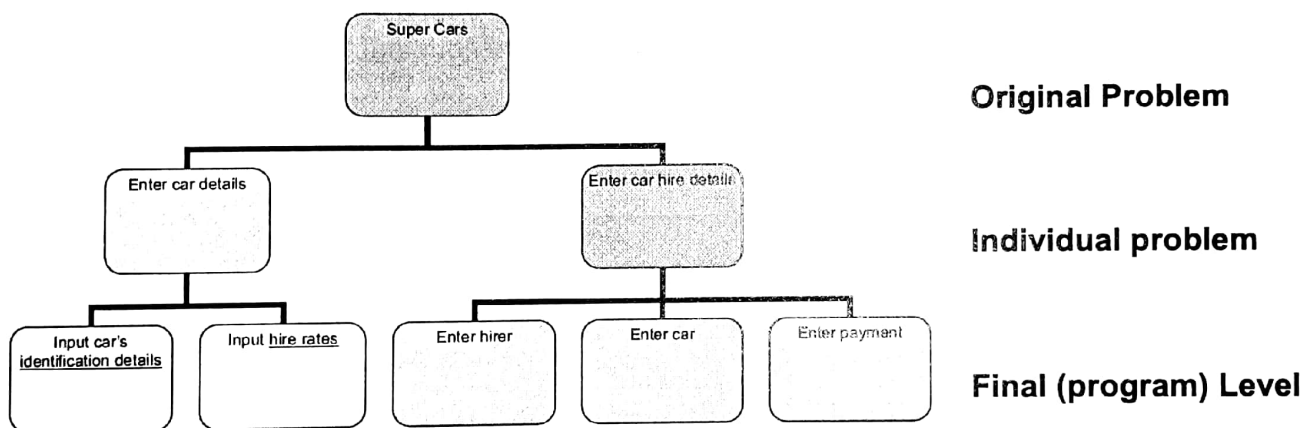 Super Cars
Original Problem
Enter car details
Enter car hire details
Individual problem
Input car's
identification details
Input hire rates
Enter hirer
Enter car
Enter payment
Final (program) Level